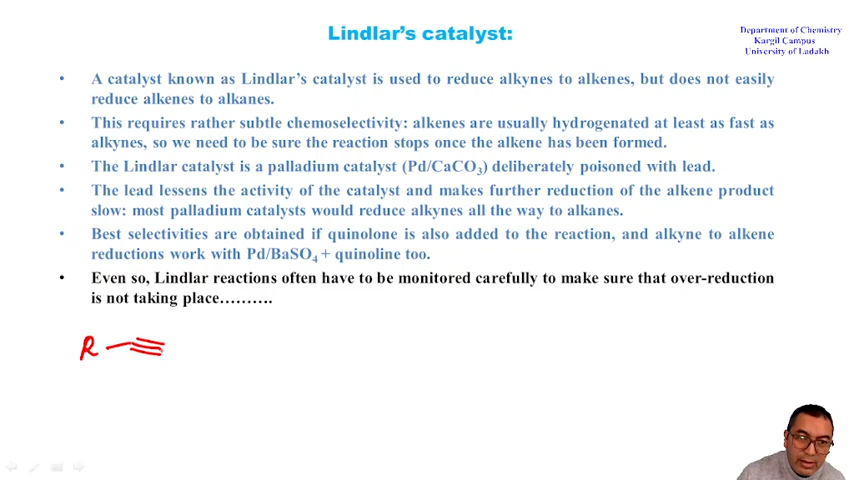 Lindlar's catalyst:
Department of Chemistry
Kargil Campus
University of Ladakh
• A catalyst known as Lindlar's catalyst is used to reduce alkynes to alkenes, but does not easily
reduce alkenes to alkanes.
• This requires rather subtle chemoselectivity: alkenes are usually hydrogenated at least as fast as
alkynes, so we need to be sure the reaction stops once the alkene has been formed.
• The Lindlar catalyst is a palladium catalyst (Pd/CaCO₃) deliberately poisoned with lead.
• The lead lessens the activity of the catalyst and makes further reduction of the alkene product
slow: most palladium catalysts would reduce alkynes all the way to alkanes.
• Best selectivities are obtained if quinolone is also added to the reaction, and alkyne to alkene
reductions work with Pd/BaSO₄ + quinoline too.
• Even so, Lindlar reactions often have to be monitored carefully to make sure that over-reduction
is not taking place……….
R